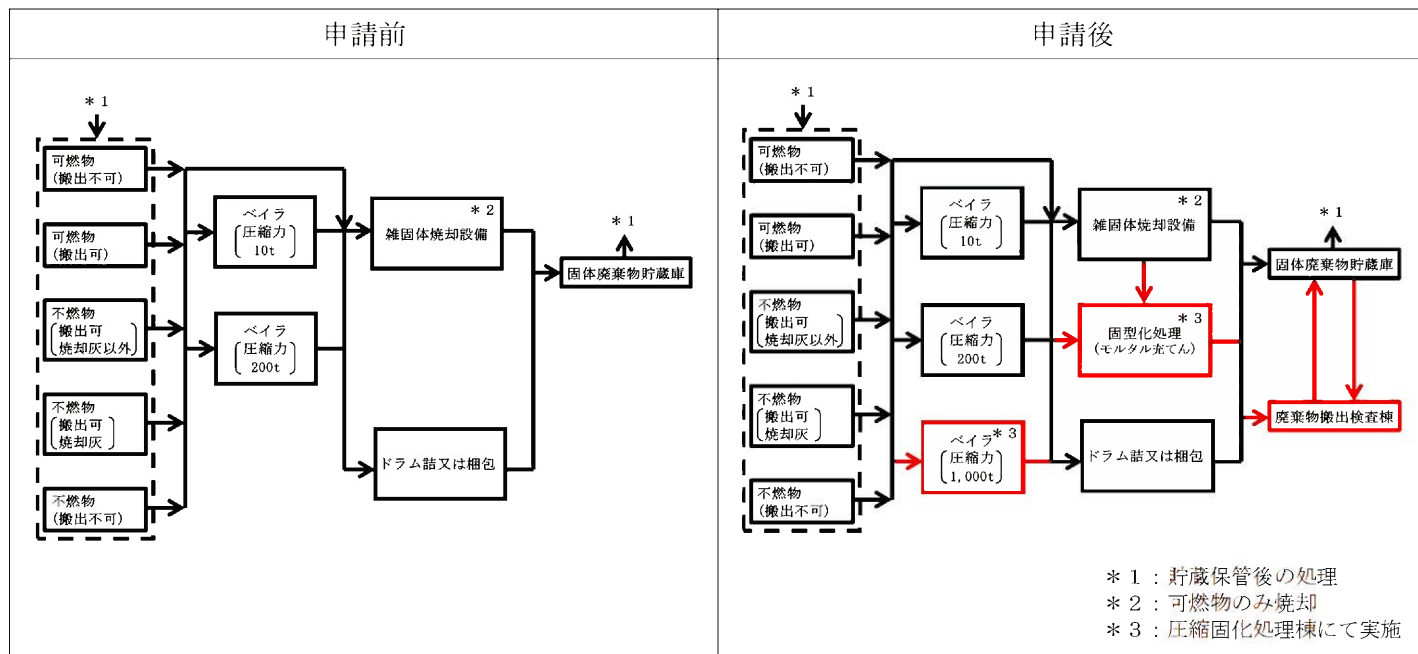 申請前
*1
可燃物
(搬出不可)
可燃物
(搬出可)
不燃物
搬出可
焼却灰以外
不燃物
搬出可
焼却灰
不燃物
(搬出不可)
ベイラ
圧縮力
10t
ベイラ
圧縮力
200t
*2
雑固体焼却設備
ドラム詰又は梱包
*1
固体廃棄物貯蔵庫
申請後
*1
可燃物
(搬出不可)
可燃物
(搬出可)
不燃物
搬出可
焼却灰以外
不燃物
搬出可
焼却灰
不燃物
(搬出不可)
ベイラ
圧縮力
10t
ベイラ
圧縮力
200t
*3
ベイラ
圧縮力
1,000t
*2
雑固体焼却設備
*3
固型化処理
(モルタル充てん)
ドラム詰又は梱包
*1
固体廃棄物貯蔵庫
廃棄物搬出検査棟
*1:貯蔵保管後の処理
*2:可燃物のみ焼却
*3:圧縮固化処理棟にて実施